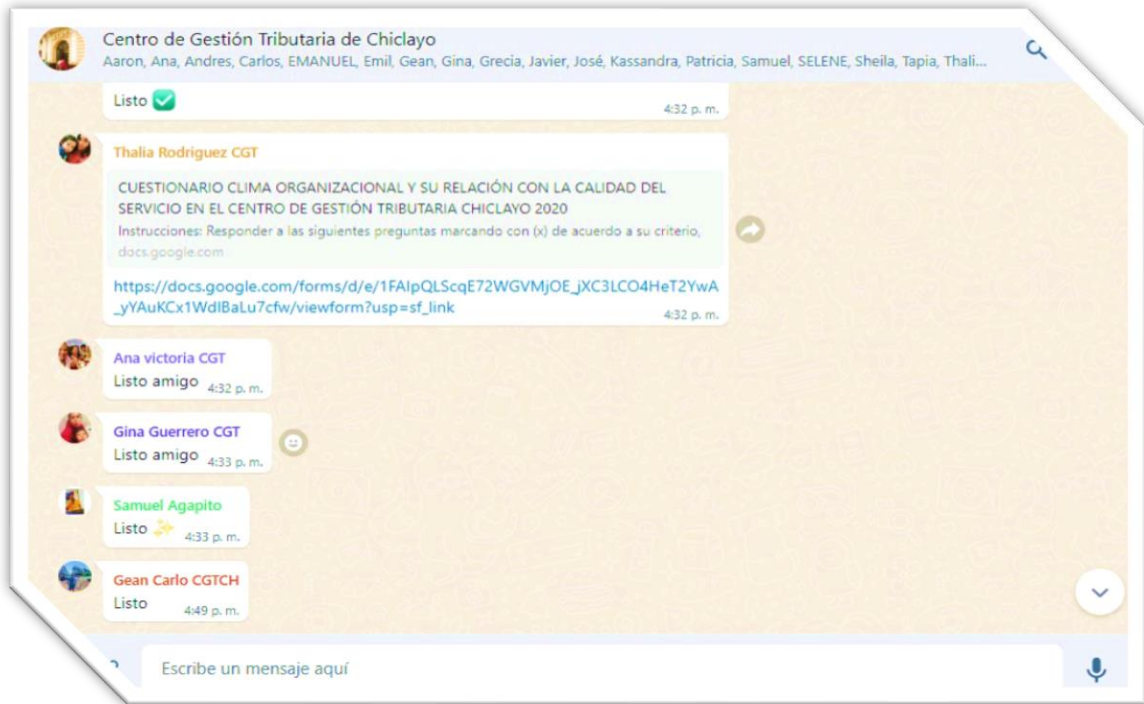 Centro de Gestión Tributaria de Chiclayo
Aaron, Ana, Andres, Carlos, EMANUEL, Emil, Gean, Gina, Grecia, Javier, José, Kassandra, Patricia, Samuel, SELENE, Sheila, Tapia, Thali...
Listo ✅
4:32 p. m.
Thalia Rodriguez CGT
CUESTIONARIO CLIMA ORGANIZACIONAL Y SU RELACIÓN CON LA CALIDAD DEL
SERVICIO EN EL CENTRO DE GESTIÓN TRIBUTARIA CHICLAYO 2020
Instrucciones: Responder a las siguientes preguntas marcando con (x) de acuerdo a su criterio,
docs.google.com
https://docs.google.com/forms/d/e/1FAIpQLScqE72WGVMjOE_jXC3LCO4HeT2YwA
_yYAuKCx1WdIBaLu7cfw/viewform?usp=sf_link
4:32 p. m.
Ana victoria CGT
Listo amigo 4:32 p. m.
Gina Guerrero CGT
Listo amigo 4:33 p. m.
Samuel Agapito
Listo ✨ 4:33 p. m.
Gean Carlo CGTCH
Listo 4:49 p. m.
Escribe un mensaje aquí